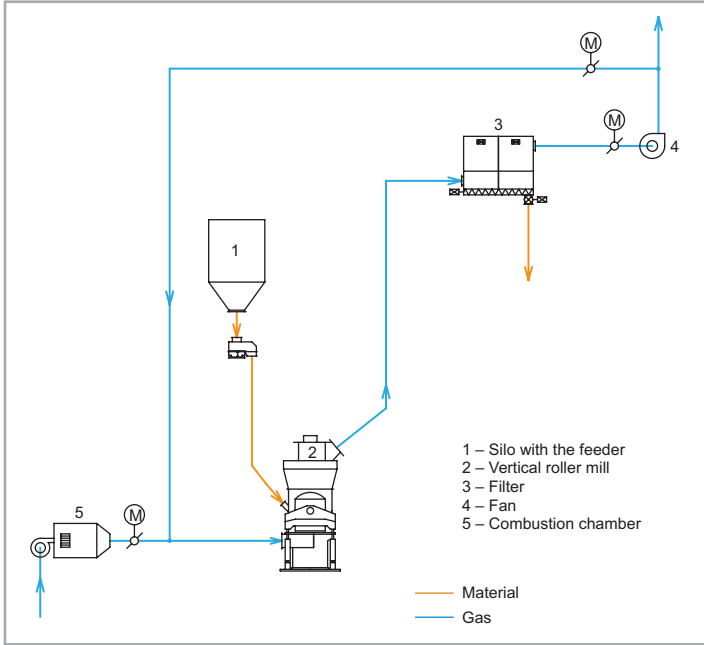 M
3
M
4
1
2
5
M
1 – Silo with the feeder
2 – Vertical roller mill
3 – Filter
4 – Fan
5 – Combustion chamber
Material
Gas